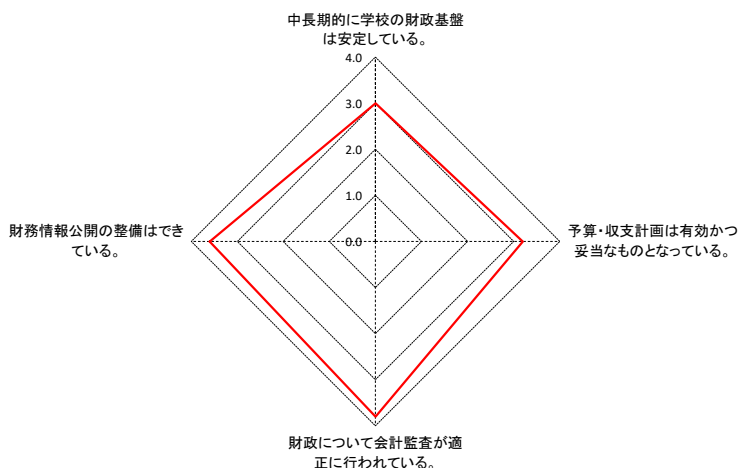 中長期的に学校の財政基盤
は安定している。
4.0
3.0
2.0
1.0
0.0
財務情報公開の整備はでき
ている。
予算・収支計画は有効かつ
妥当なものとなっている。
財政について会計監査が適
正に行われている。